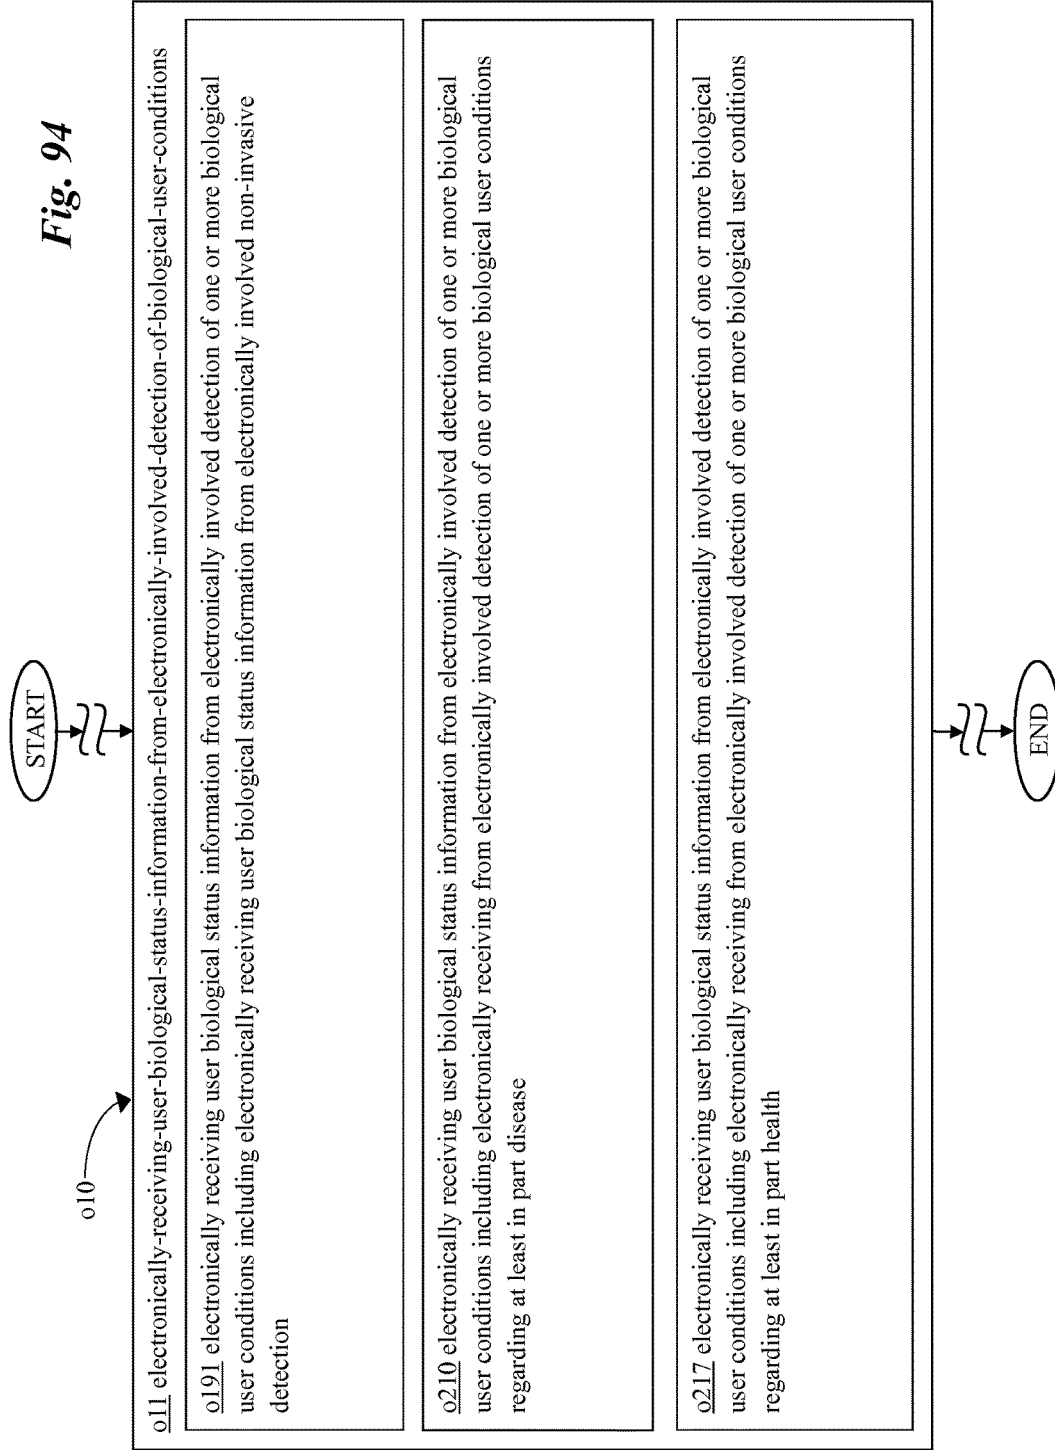 Fig. 94
START
o10
o11 electronically-receiving-user-biological-status-information-from-electronically-involved-detection-of-biological-user-conditions
o191 electronically receiving user biological status information from electronically involved detection of one or more biological
user conditions including electronically receiving user biological status information from electronically involved non-invasive
detection
o210 electronically receiving user biological status information from electronically involved detection of one or more biological
user conditions including electronically receiving from electronically involved detection of one or more biological user conditions
regarding at least in part disease
o217 electronically receiving user biological status information from electronically involved detection of one or more biological
user conditions including electronically receiving from electronically involved detection of one or more biological user conditions
regarding at least in part health
END